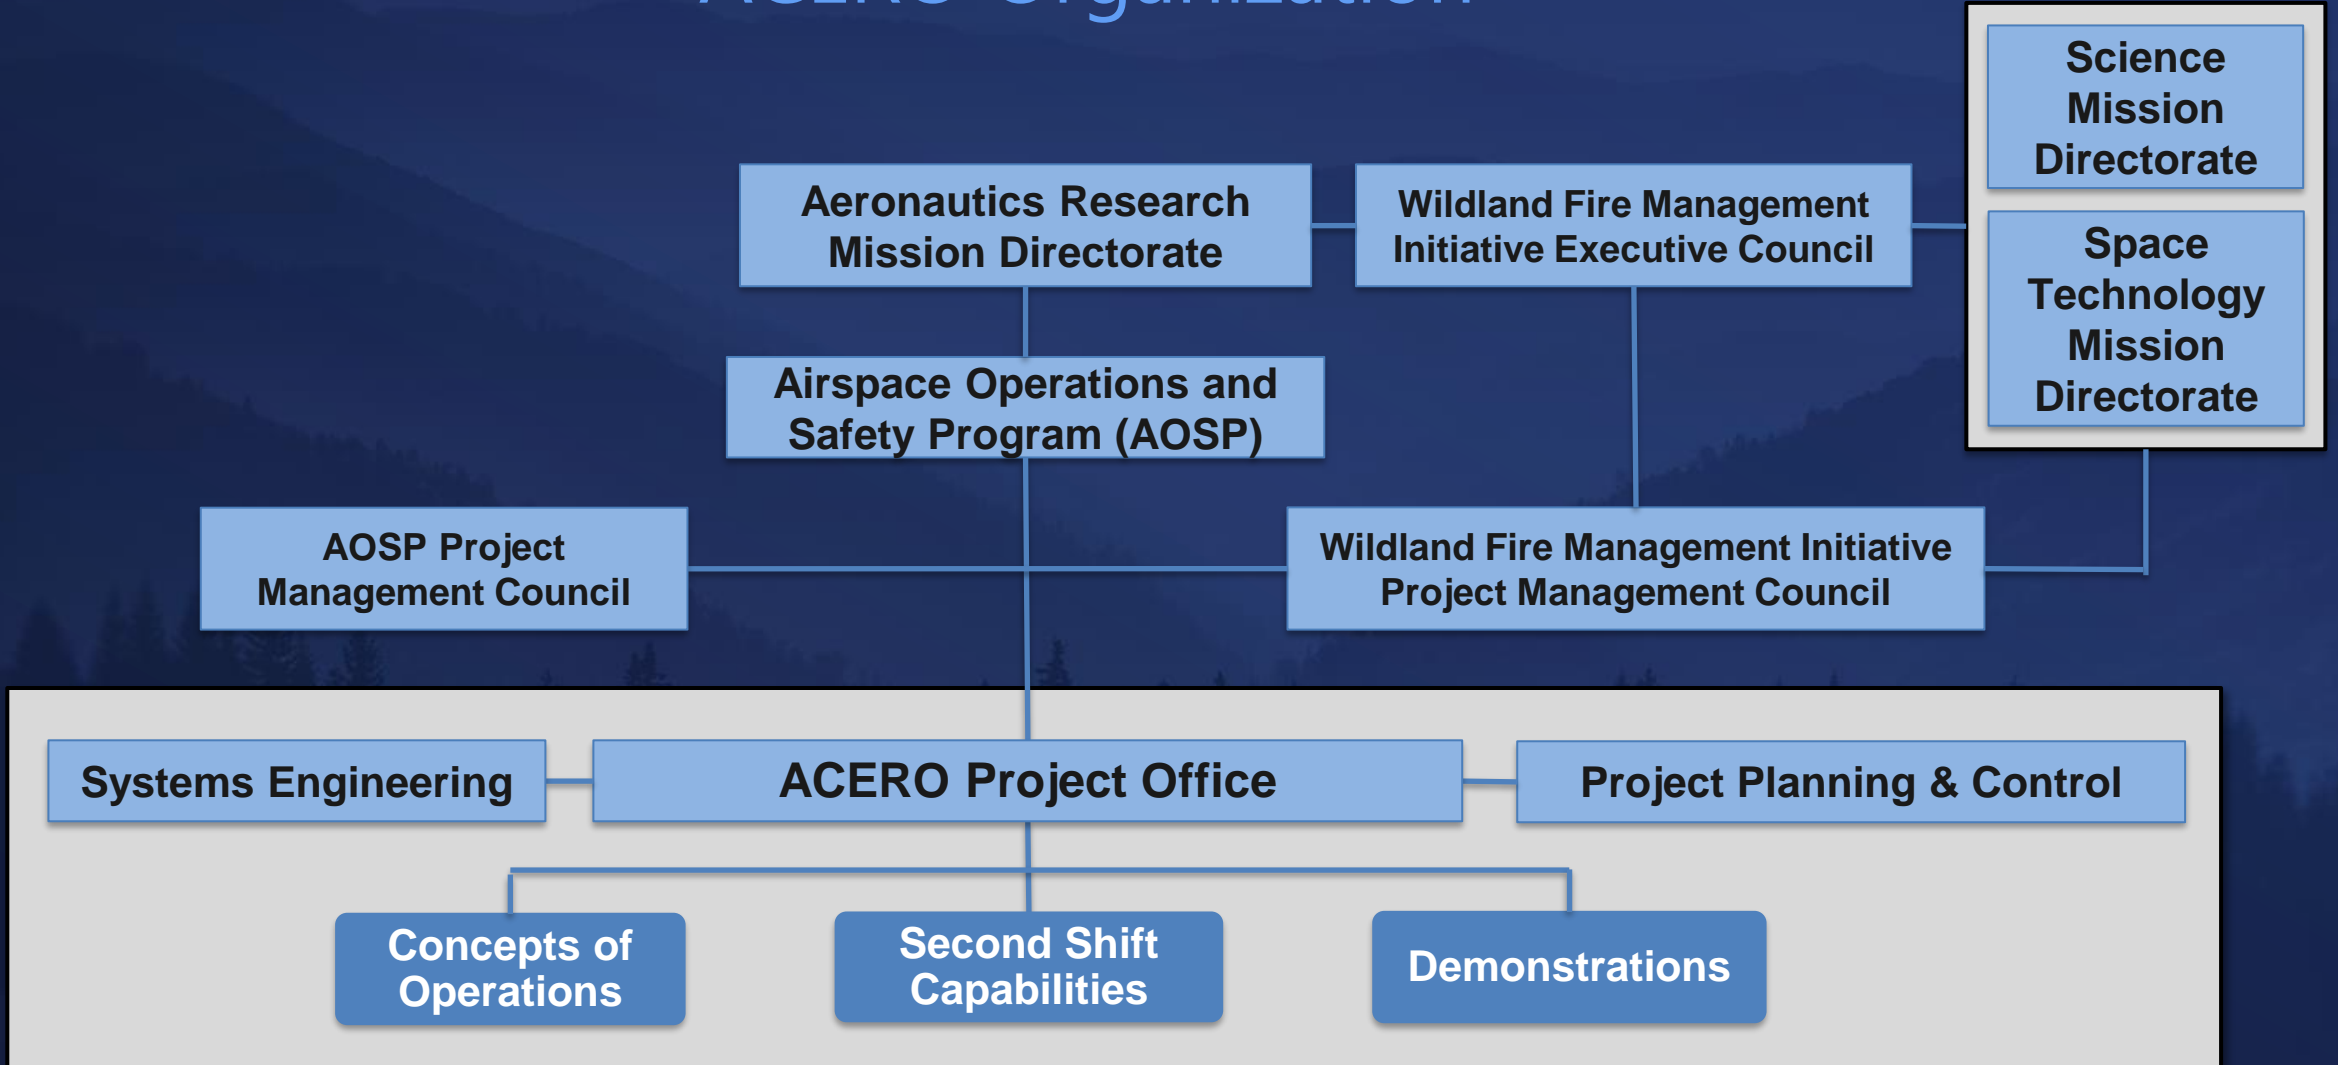 ACERO Organization
Science
Mission
Directorate
Aeronautics Research
Mission Directorate
Wildland Fire Management
Initiative Executive Council
Space
Technology
Mission
Directorate
Airspace Operations and
Safety Program (AOSP)
AOSP Project
Management Council
Wildland Fire Management Initiative
Project Management Council
Systems Engineering
ACERO Project Office
Project Planning & Control
Concepts of
Operations
Second Shift
Capabilities
Demonstrations